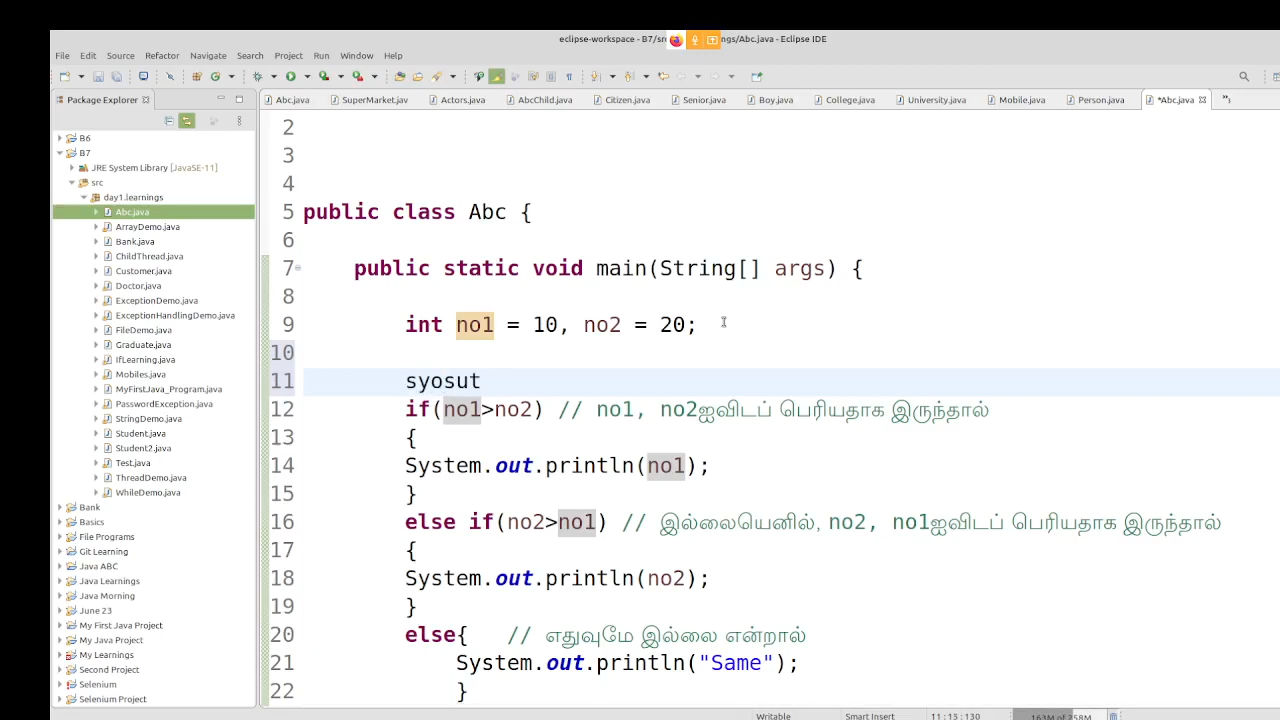 eclipse-workspace - B7/sr ngs/Abc.java - Eclipse IDE
File Edit Source Refactor Navigate Search Project Run Window Help
Package Explorer
Abc.java SuperMarket.jav Actors.java AbcChild.java Citizen.java Senior.java Boy.java College.java University.java Mobile.java Person.java *Abc.java
B6
B7
JRE System Library [JavaSE-11]
src
day1.learnings
Abc.java
ArrayDemo.java
Bank.java
ChildThread.java
Customer.java
Doctor.java
ExceptionDemo.java
ExceptionHandlingDemo.java
FileDemo.java
Graduate.java
IfLearning.java
Mobiles.java
MyFirstJava_Program.java
PasswordException.java
StringDemo.java
Student.java
Student2.java
Test.java
ThreadDemo.java
WhileDemo.java
Bank
Basics
File Programs
Git Learning
Java ABC
Java Learnings
Java Morning
June 23
My First Java Project
My Java Project
My Learnings
Second Project
Selenium
Selenium Project
2
3
4
5 public class Abc {
6
7 public static void main(String[] args) {
8
9 int no1 = 10, no2 = 20;
10
11 syosut
12 if(no1>no2) // no1, no2ஐவிடப் பெரியதாக இருந்தால்
13 {
14 System.out.println(no1);
15 }
16 else if(no2>no1) // இல்லையெனில், no2, no1ஐவிடப் பெரியதாக இருந்தால்
17 {
18 System.out.println(no2);
19 }
20 else{ // எதுவுமே இல்லை என்றால்
21 System.out.println("Same");
22 }
Writable Smart Insert 11 : 15 : 130 163M of 258M